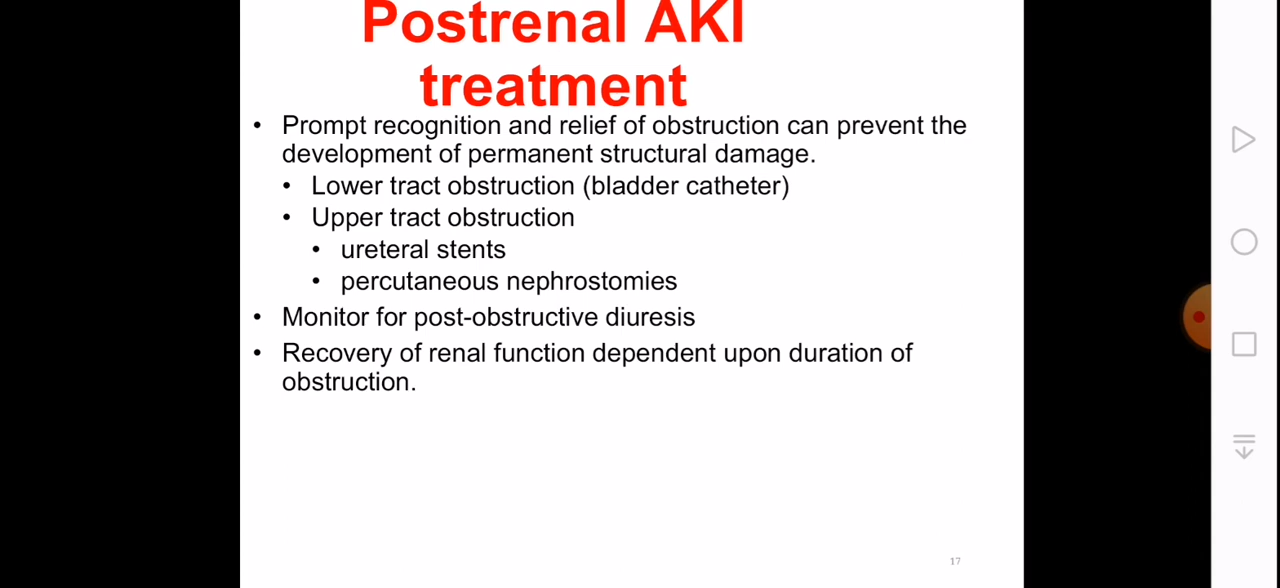 Postrenal AKI
treatment
• Prompt recognition and relief of obstruction can prevent the
development of permanent structural damage.
• Lower tract obstruction (bladder catheter)
• Upper tract obstruction
• ureteral stents
• percutaneous nephrostomies
• Monitor for post-obstructive diuresis
• Recovery of renal function dependent upon duration of
obstruction.
17